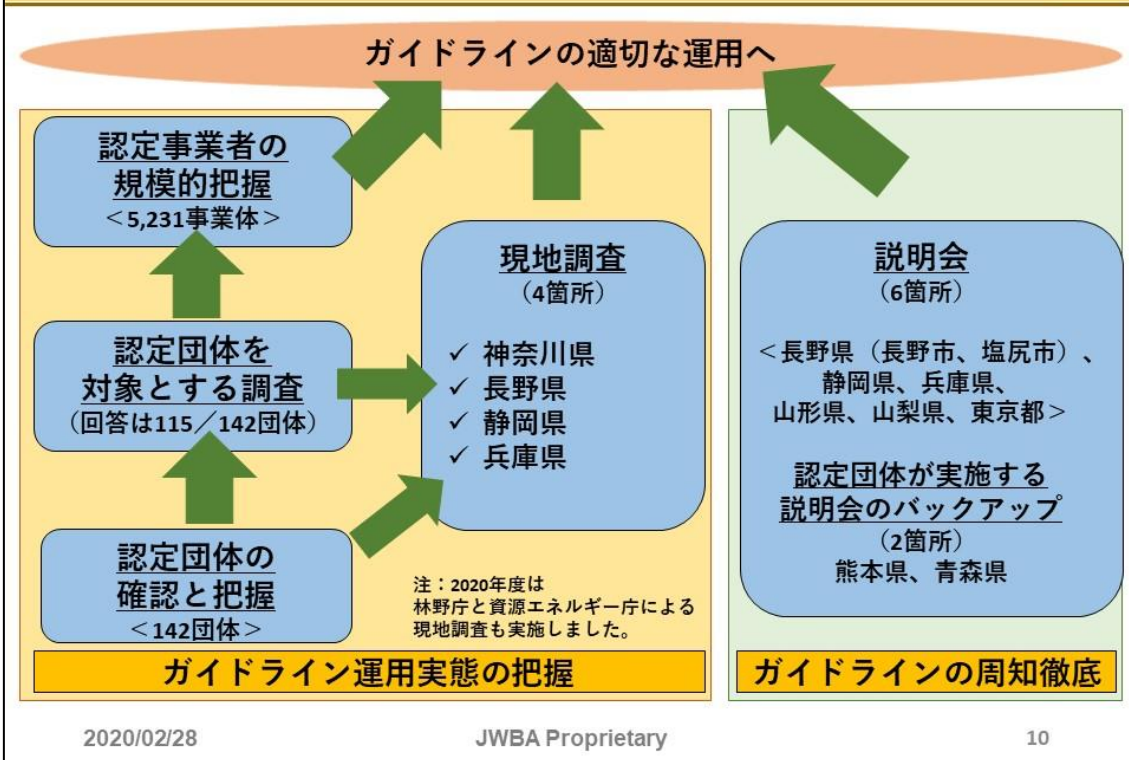 ガイドラインの適切な運用へ
認定事業者の
規模的把握
＜5,231事業体＞
認定団体を
対象とする調査
（回答は115／142団体）
認定団体の
確認と把握
＜142団体＞
現地調査
（4箇所）
✓ 神奈川県
✓ 長野県
✓ 静岡県
✓ 兵庫県
注：2020年度は
林野庁と資源エネルギー庁による
現地調査も実施しました。
ガイドライン運用実態の把握
説明会
（6箇所）
＜長野県（長野市、塩尻市）、
静岡県、兵庫県、
山形県、山梨県、東京都＞
認定団体が実施する
説明会のバックアップ
（2箇所）
熊本県、青森県
ガイドラインの周知徹底
2020/02/28
JWBA Proprietary
10